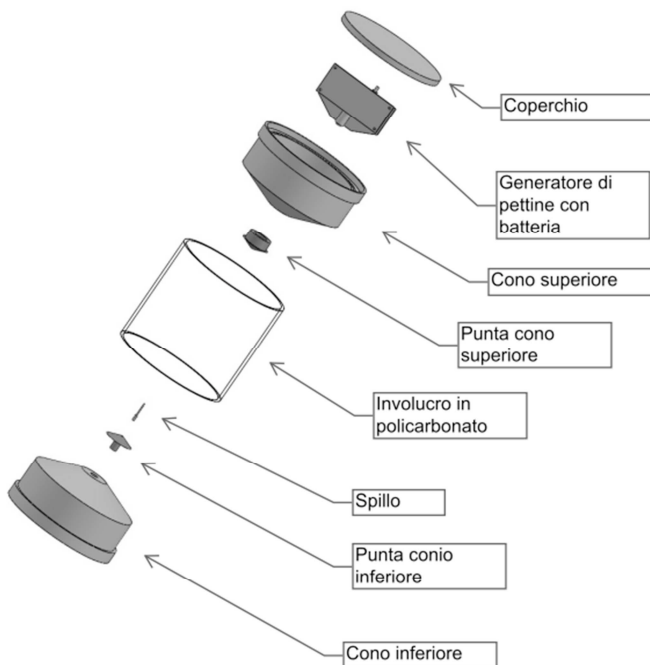 Coperchio
Generatore di
pettine con
batteria
Cono superiore
Punta cono
superiore
Involucro in
policarbonato
Spillo
Punta conio
inferiore
Cono inferiore